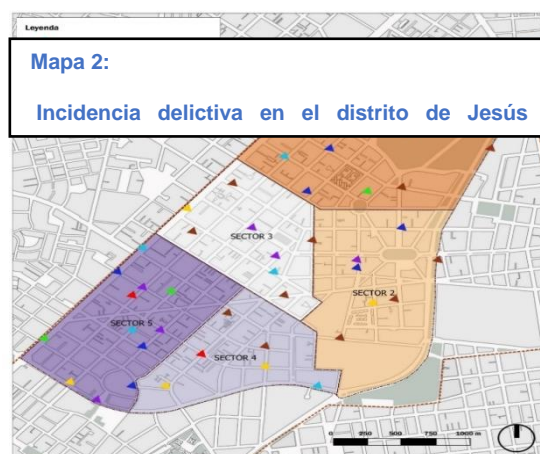 Leyenda
Mapa 2:
Incidencia delictiva en el distrito de Jesús
SECTOR 3
SECTOR 2
SECTOR 5
SECTOR 4
0 250 500 750 1000 m